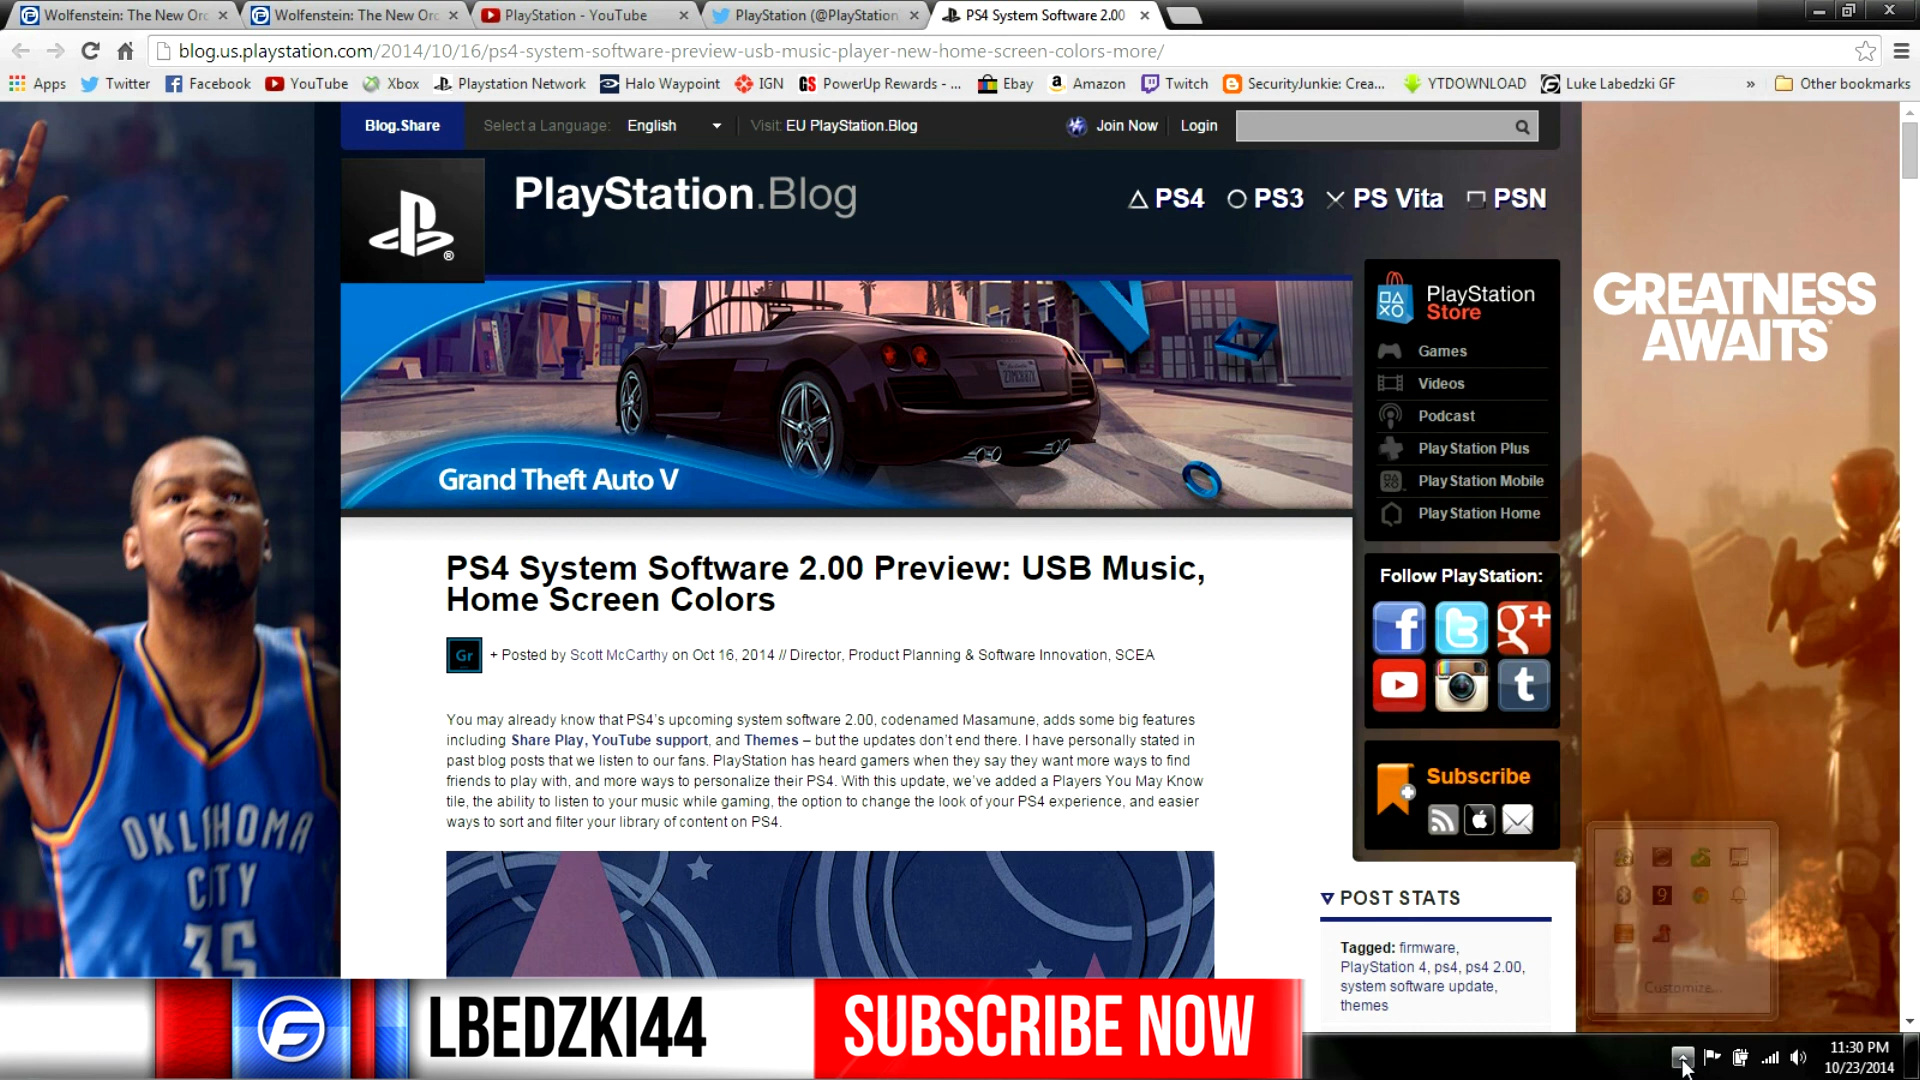 Wolfenstein: The New Orc
Wolfenstein: The New Orc
PlayStation - YouTube
PlayStation (@PlayStation
PS4 System Software 2.00
blog.us.playstation.com/2014/10/16/ps4-system-software-preview-usb-music-player-new-home-screen-colors-more/
Apps
Twitter
Facebook
YouTube
Xbox
Playstation Network
Halo Waypoint
IGN
PowerUp Rewards - ...
Ebay
Amazon
Twitch
SecurityJunkie: Crea...
YTDOWNLOAD
Luke Labedzki GF
»
Other bookmarks
Blog.Share
Select a Language:
English
Visit: EU PlayStation.Blog
Join Now
Login
PlayStation.Blog
PS4
PS3
PS Vita
PSN
PlayStation
Store
Games
Videos
Podcast
PlayStation Plus
PlayStation Mobile
PlayStation Home
GREATNESS
AWAITS
Grand Theft Auto V
PS4 System Software 2.00 Preview: USB Music,
Home Screen Colors
Gr
+ Posted by Scott McCarthy on Oct 16, 2014 // Director, Product Planning & Software Innovation, SCEA
You may already know that PS4's upcoming system software 2.00, codenamed Masamune, adds some big features
including Share Play, YouTube support, and Themes – but the updates don't end there. I have personally stated in
past blog posts that we listen to our fans. PlayStation has heard gamers when they say they want more ways to find
friends to play with, and more ways to personalize their PS4. With this update, we've added a Players You May Know
tile, the ability to listen to your music while gaming, the option to change the look of your PS4 experience, and easier
ways to sort and filter your library of content on PS4.
Follow PlayStation:
Subscribe
POST STATS
Tagged: firmware,
PlayStation 4, ps4, ps4 2.00,
system software update,
themes
OKLAHOMA
CITY
35
Customize...
LBEDZKI44
SUBSCRIBE NOW
11:30 PM
10/23/2014